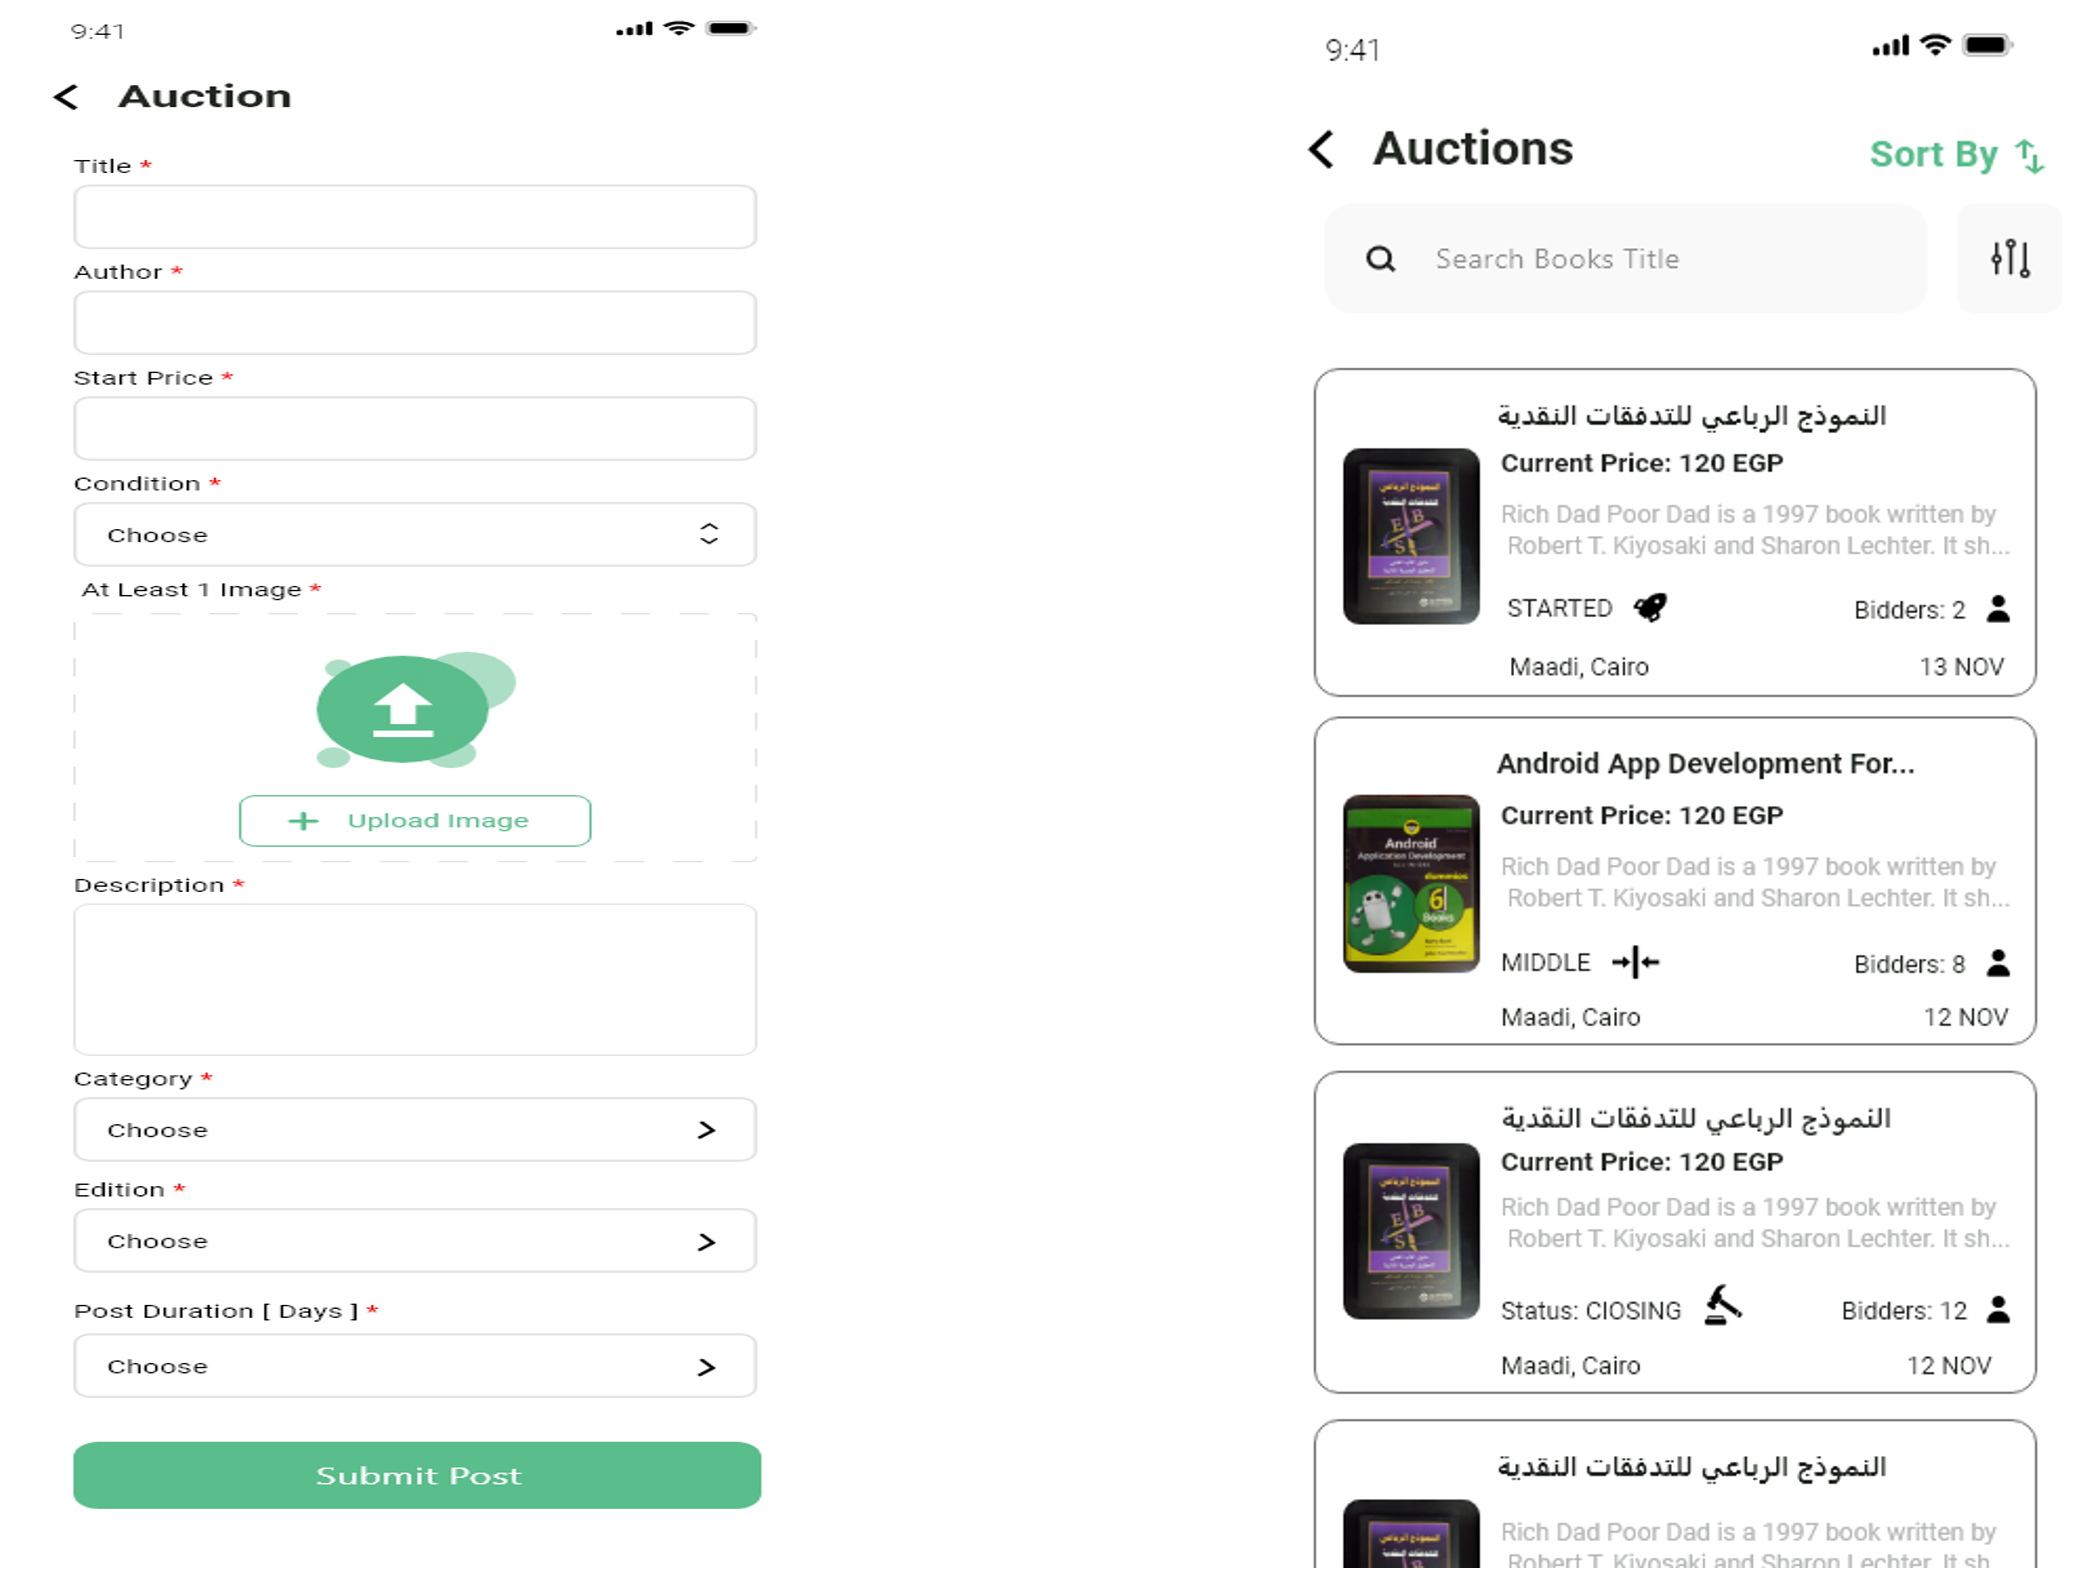 9:41
Auction
Title *
Author *
Start Price *
Condition *
Choose
At Least 1 Image *
Upload Image
Description *
Category *
Choose
Edition *
Choose
Post Duration [ Days ] *
Choose
Submit Post
9:41
Auctions
Sort By
Search Books Title
النموذج الرباعي للتدفقات النقدية
Current Price: 120 EGP
Rich Dad Poor Dad is a 1997 book written by
Robert T. Kiyosaki and Sharon Lechter. It sh...
STARTED
Bidders: 2
Maadi, Cairo
13 NOV
Android App Development For...
Current Price: 120 EGP
Android
Application Development
dummies
6
Books
Rich Dad Poor Dad is a 1997 book written by
Robert T. Kiyosaki and Sharon Lechter. It sh...
MIDDLE
Bidders: 8
Maadi, Cairo
12 NOV
النموذج الرباعي للتدفقات النقدية
Current Price: 120 EGP
Rich Dad Poor Dad is a 1997 book written by
Robert T. Kiyosaki and Sharon Lechter. It sh...
Status: ClOSING
Bidders: 12
Maadi, Cairo
12 NOV
النموذج الرباعي للتدفقات النقدية
Rich Dad Poor Dad is a 1997 book written by
Robert T. Kiyosaki and Sharon Lechter. It sh